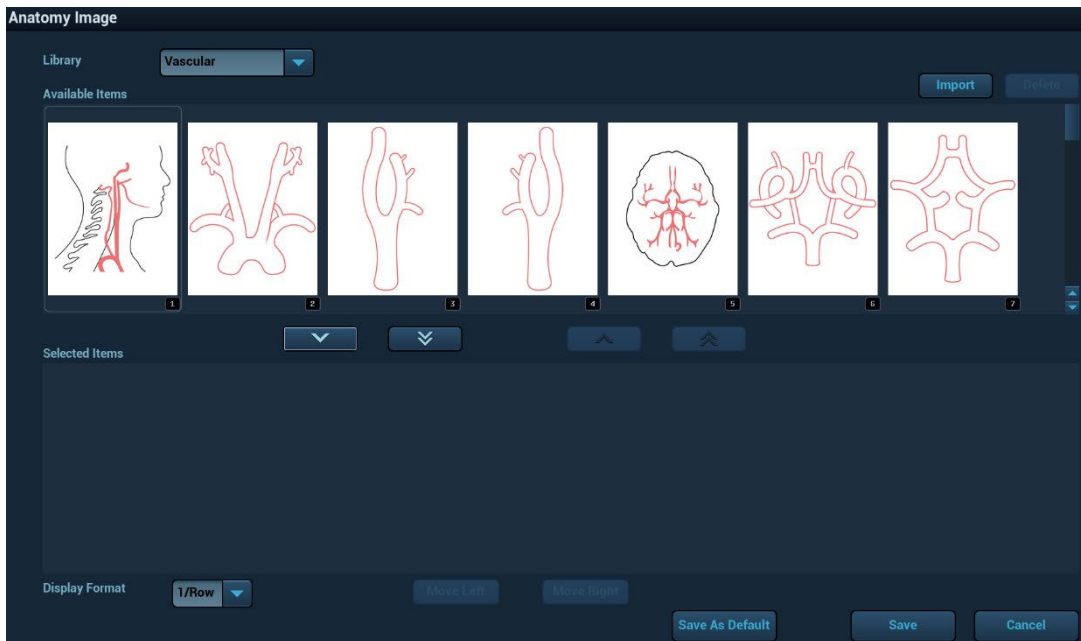 Anatomy Image
Library
Vascular
Import
Delete
Available Items
1
2
3
4
5
6
7
Selected Items
Display Format
1/Row
Move Left
Move Right
Save As Default
Save
Cancel